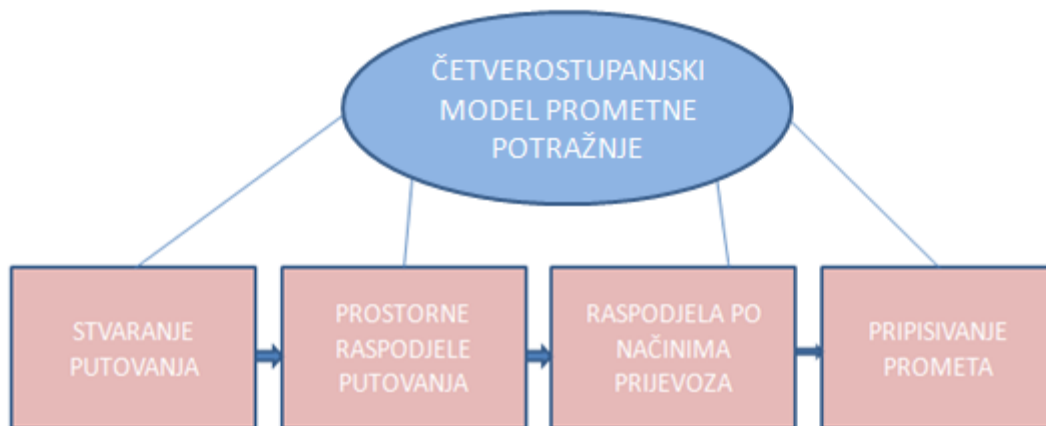 ČETVEROSTUPANJSKI
MODEL PROMETNE
POTRAŽNJE
STVARANJE
PUTOVANJA
PROSTORNE
RASPODJELE
PUTOVANJA
RASPODJELA PO
NAČINIMA
PRIJEVOZA
PRIPISIVANJE
PROMETA